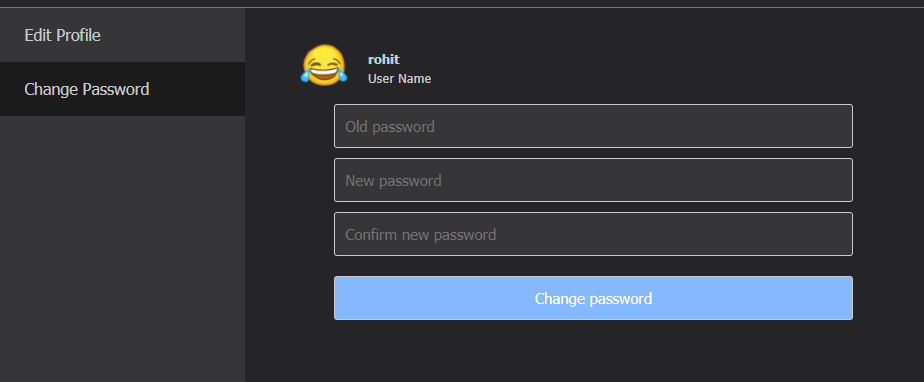 Edit Profile
Change Password
rohit
User Name
Old password
New password
Confirm new password
Change password